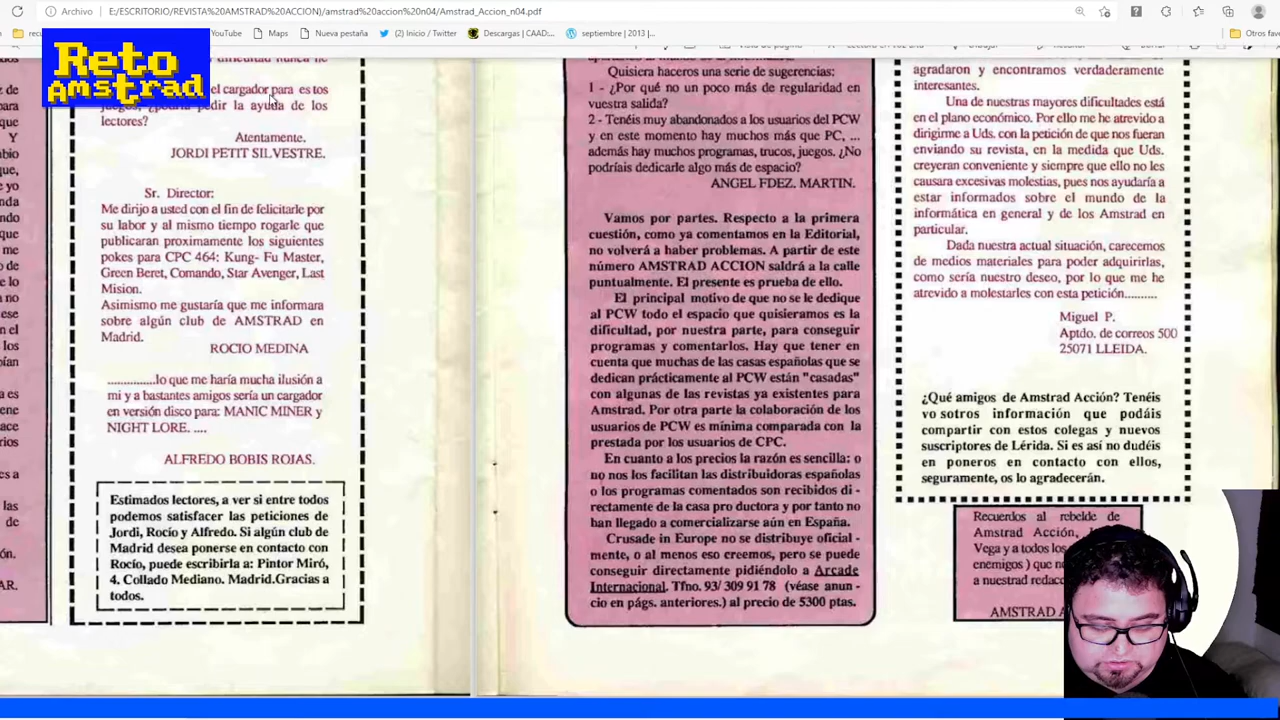 Archivo
E:/ESCRITORIO/REVISTA%20AMSTRAD%20ACCION)/amstrad%20accion%20n04/Amstrad_Accion_n04.pdf
YouTube
Maps
Nueva pestaña
(2) Inicio / Twitter
Descargas | CAAD:...
septiembre | 2013 |...
Otros favo
Reto
Amstrad
el cargador para estos
juegos, ¿podría pedir la ayuda de los
lectores?
Atentamente.
JORDI PETIT SILVESTRE.
Sr. Director:
Me dirijo a usted con el fin de felicitarle por
su labor y al mismo tiempo rogarle que
publicaran proximamente los siguientes
pokes para CPC 464: Kung- Fu Master,
Green Beret, Comando, Star Avenger, Last
Mision.
Asimismo me gustaría que me informara
sobre algún club de AMSTRAD en
Madrid.
ROCIO MEDINA
...............lo que me haría mucha ilusión a
mi y a bastantes amigos sería un cargador
en versión disco para: MANIC MINER y
NIGHT LORE. ....
ALFREDO BOBIS ROJAS.
Estimados lectores, a ver si entre todos
podemos satisfacer las peticiones de
Jordi, Rocío y Alfredo. Si algún club de
Madrid desea ponerse en contacto con
Rocío, puede escribirla a: Pintor Miró,
4. Collado Mediano. Madrid.Gracias a
todos.
Quisiera haceros una serie de sugerencias:
1 - ¿Por qué no un poco más de regularidad en
vuestra salida?
2 - Tenéis muy abandonados a los usuarios del PCW
y en este momento hay muchos más que PC, ...
además hay muchos programas, trucos, juegos. ¿No
podríais dedicarle algo más de espacio?
ANGEL FDEZ. MARTIN.
Vamos por partes. Respecto a la primera
cuestión, como ya comentamos en la Editorial,
no volverá a haber problemas. A partir de este
número AMSTRAD ACCION saldrá a la calle
puntualmente. El presente es prueba de ello.
El principal motivo de que no se le dedique
al PCW todo el espacio que quisieramos es la
dificultad, por nuestra parte, para conseguir
programas y comentarlos. Hay que tener en
cuenta que muchas de las casas españolas que se
dedican prácticamente al PCW están "casadas"
con algunas de las revistas ya existentes para
Amstrad. Por otra parte la colaboración de los
usuarios de PCW es mínima comparada con la
prestada por los usuarios de CPC.
En cuanto a los precios la razón es sencilla: o
no nos los facilitan las distribuidoras españolas
o los programas comentados son recibidos di -
rectamente de la casa pro ductora y por tanto no
han llegado a comercializarse aún en España.
Crusade in Europe no se distribuye oficial -
mente, o al menos eso creemos, pero se puede
conseguir directamente pidiéndolo a Arcade
Internacional. Tfno. 93/ 309 91 78 (véase anun -
cio en págs. anteriores.) al precio de 5300 ptas.
agradaron y encontramos verdaderamente
interesantes.
Una de nuestras mayores dificultades está
en el plano económico. Por ello me he atrevido a
dirigirme a Uds. con la petición de que nos fueran
enviando su revista, en la medida que Uds.
creyeran conveniente y siempre que ello no les
causara excesivas molestias, pues nos ayudaría a
estar informados sobre el mundo de la
informática en general y de los Amstrad en
particular.
Dada nuestra actual situación, carecemos
de medios materiales para poder adquirirlas,
como sería nuestro deseo, por lo que me he
atrevido a molestarles con esta petición..........
Miguel P.
Aptdo. de correos 500
25071 LLEIDA.
¿Qué amigos de Amstrad Acción? Tenéis
vo sotros información que podáis
compartir con estos colegas y nuevos
suscriptores de Lérida. Si es así no dudéis
en poneros en contacto con ellos,
seguramente, os lo agradecerán.
Recuerdos al rebelde de
Amstrad Acción,
Vega y a todos los
enemigos ) que
a nuestra redac
AMSTRAD A